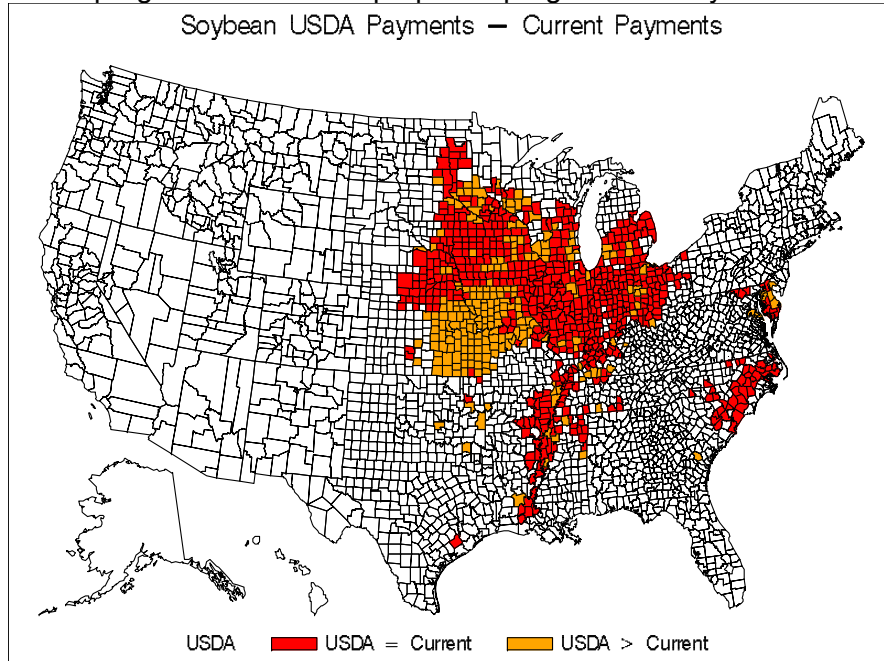 Soybean USDA Payments – Current Payments
USDA USDA = Current USDA > Current